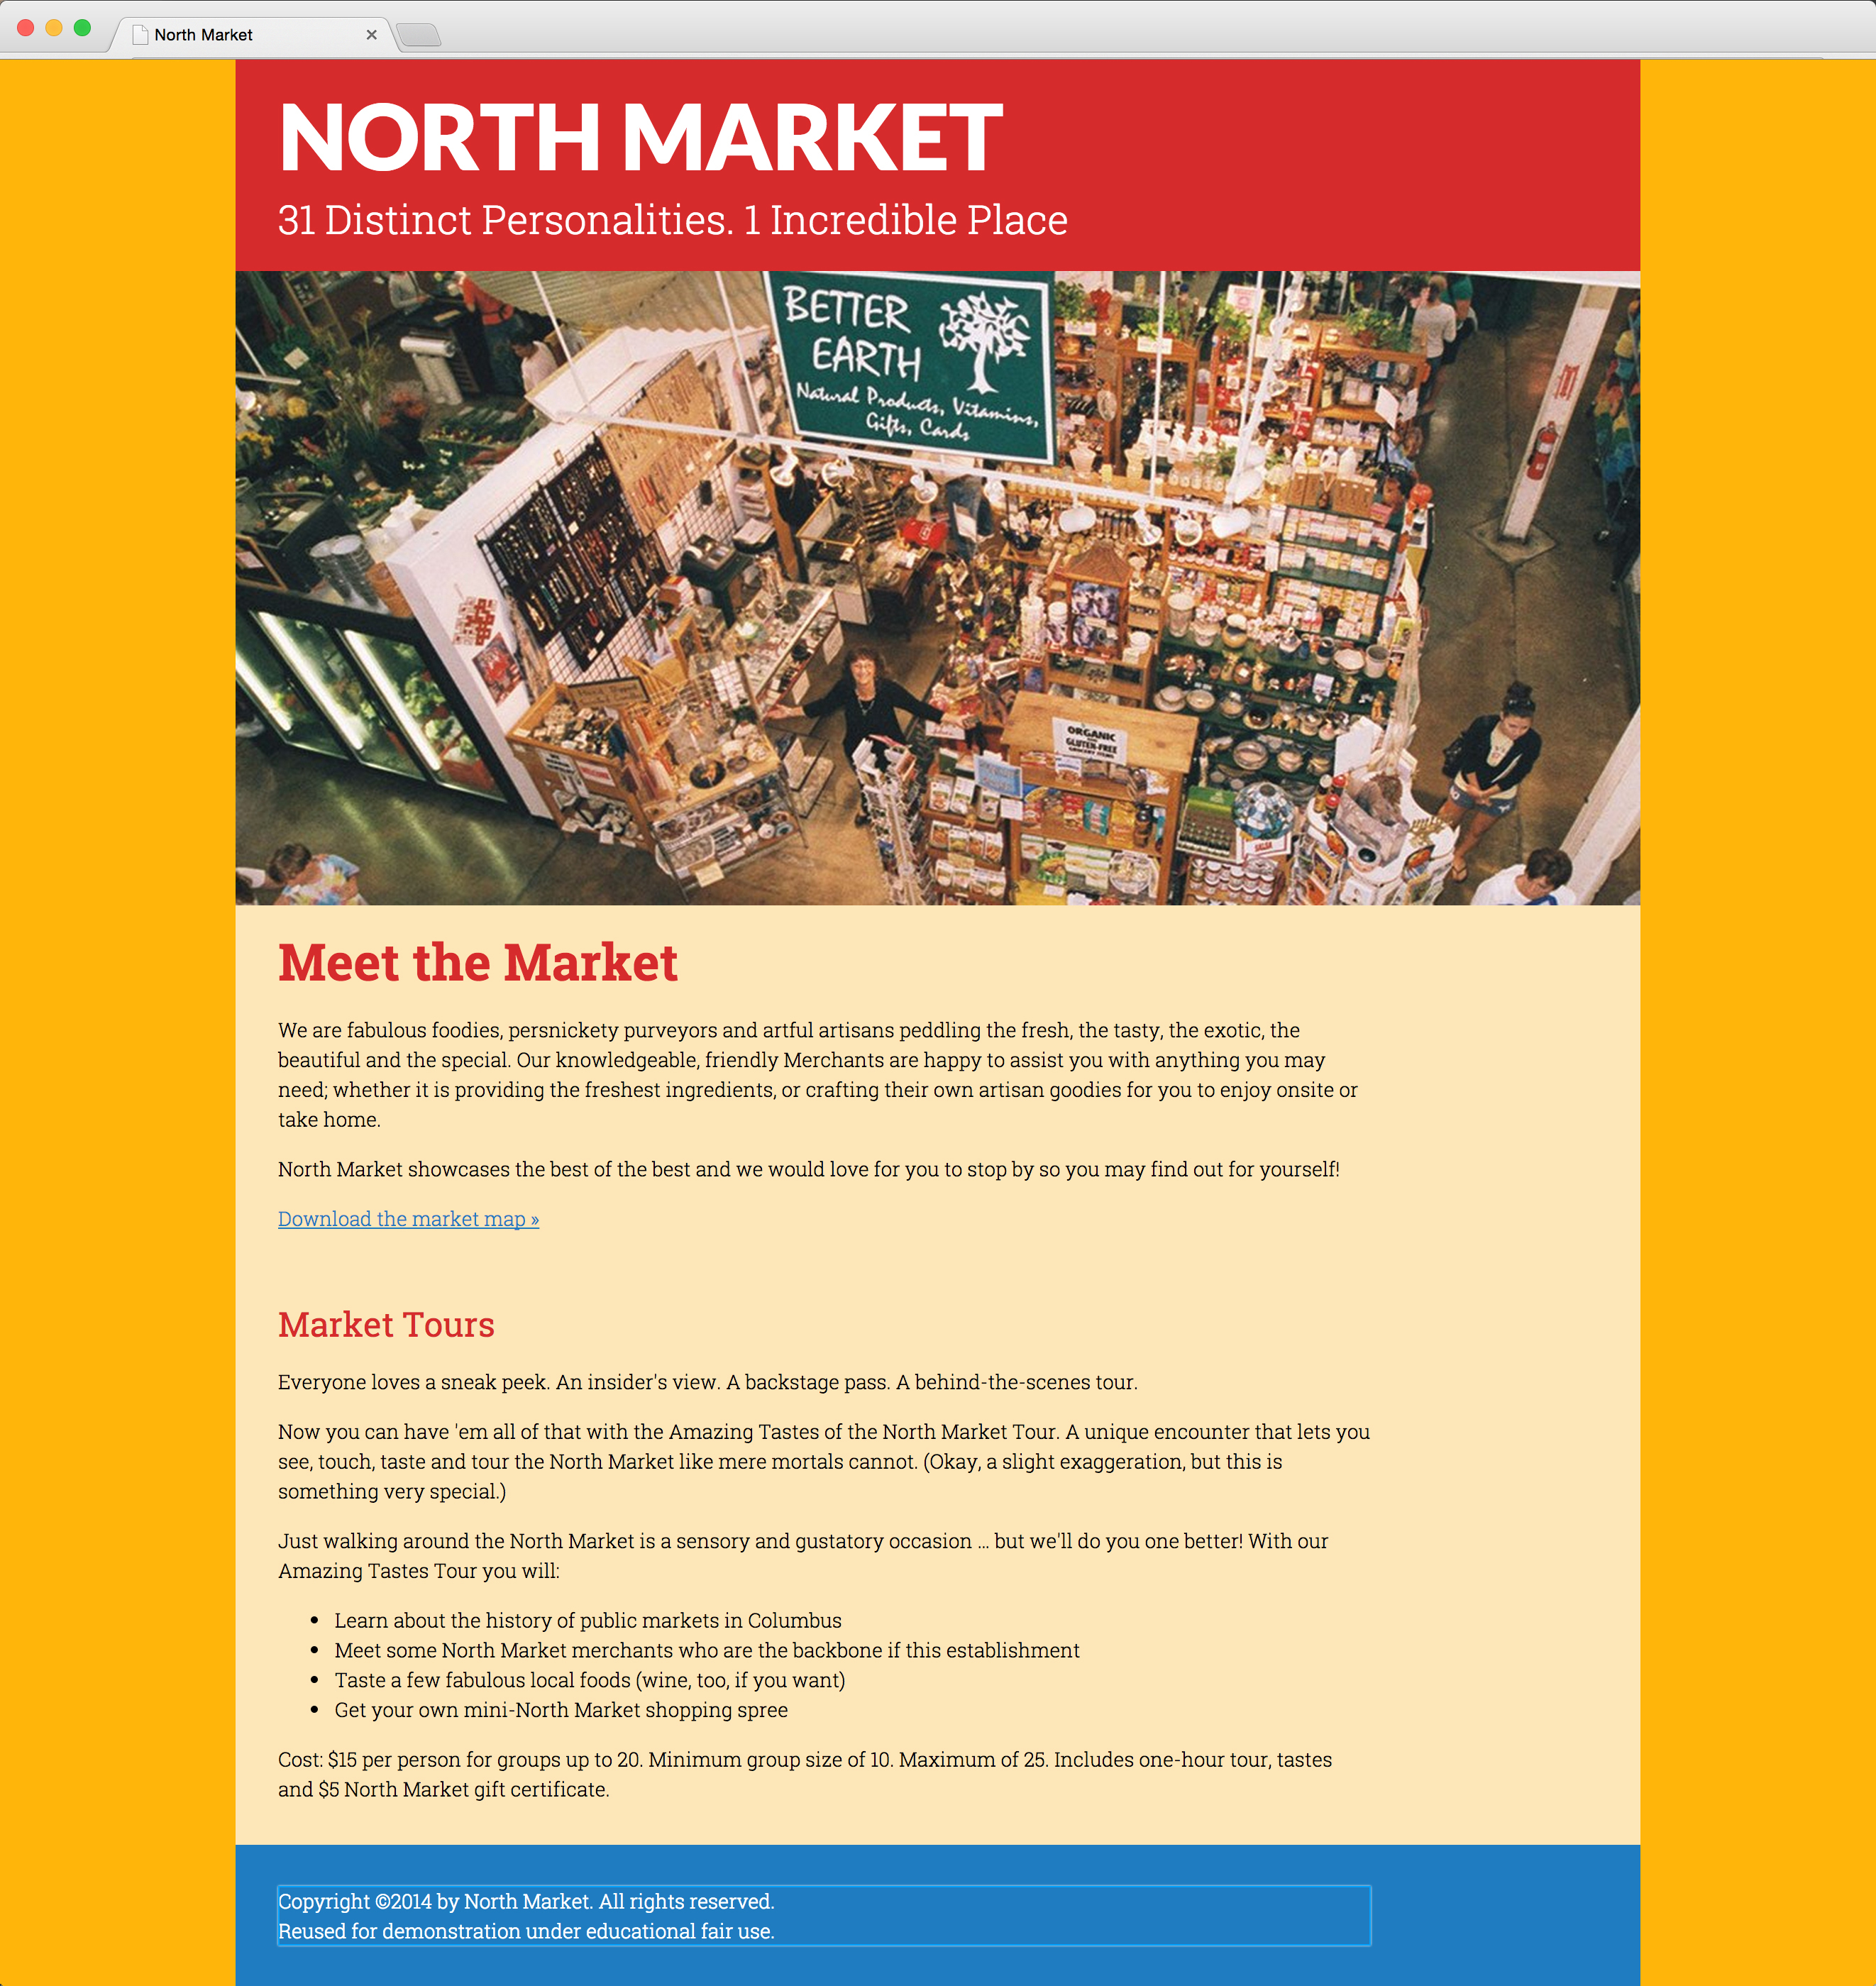 North Market
NORTH MARKET
31 Distinct Personalities. 1 Incredible Place
BETTER
EARTH
Natural Products, Vitamins,
Gifts, Cards
ORGANIC
GLUTEN-FREE
SALSA
Meet the Market
We are fabulous foodies, persnickety purveyors and artful artisans peddling the fresh, the tasty, the exotic, the
beautiful and the special. Our knowledgeable, friendly Merchants are happy to assist you with anything you may
need; whether it is providing the freshest ingredients, or crafting their own artisan goodies for you to enjoy onsite or
take home.
North Market showcases the best of the best and we would love for you to stop by so you may find out for yourself!
Download the market map »
Market Tours
Everyone loves a sneak peek. An insider's view. A backstage pass. A behind-the-scenes tour.
Now you can have 'em all of that with the Amazing Tastes of the North Market Tour. A unique encounter that lets you
see, touch, taste and tour the North Market like mere mortals cannot. (Okay, a slight exaggeration, but this is
something very special.)
Just walking around the North Market is a sensory and gustatory occasion ... but we'll do you one better! With our
Amazing Tastes Tour you will:
• Learn about the history of public markets in Columbus
• Meet some North Market merchants who are the backbone if this establishment
• Taste a few fabulous local foods (wine, too, if you want)
• Get your own mini-North Market shopping spree
Cost: $15 per person for groups up to 20. Minimum group size of 10. Maximum of 25. Includes one-hour tour, tastes
and $5 North Market gift certificate.
Copyright ©2014 by North Market. All rights reserved.
Reused for demonstration under educational fair use.